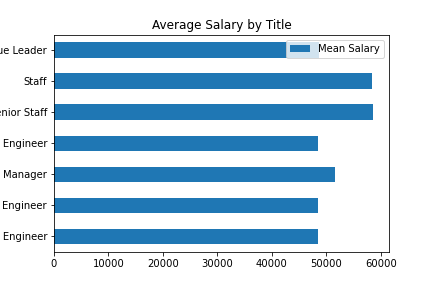 Average Salary by Title
Mean Salary
ue Leader
Staff
enior Staff
Engineer
Manager
Engineer
Engineer
0 10000 20000 30000 40000 50000 60000